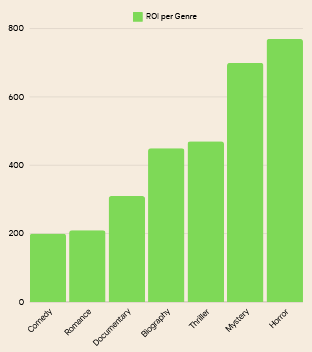 ROI per Genre
800
600
400
200
0
Comedy
Romance
Documentary
Biography
Thriller
Mystery
Horror